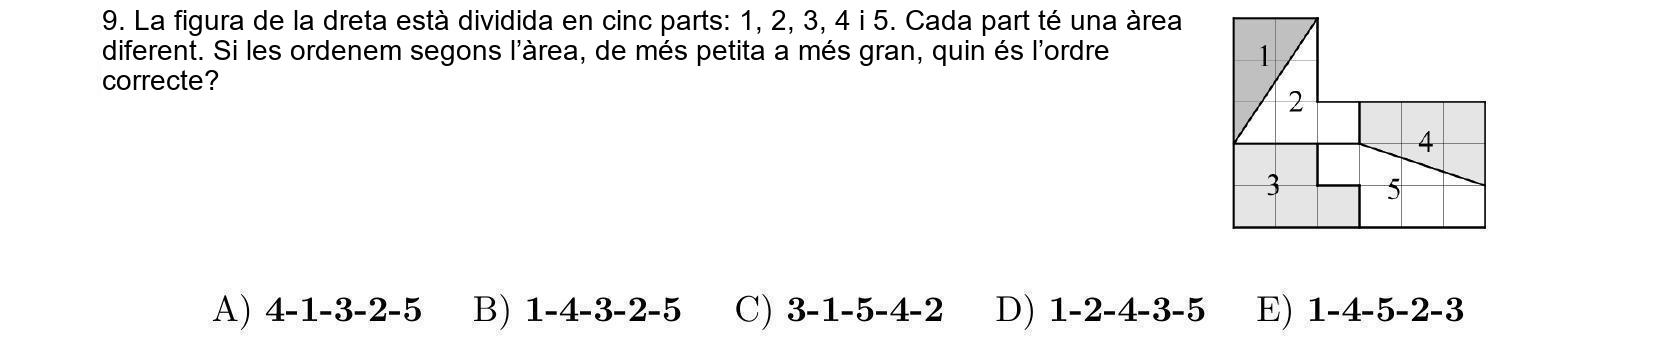 9. La figura de la dreta està dividida en cinc parts: 1, 2, 3, 4 i 5. Cada part té una àrea
diferent. Si les ordenem segons l’àrea, de més petita a més gran, quin és l’ordre
correcte?
1
2
4
3
5
A) 4-1-3-2-5 B) 1-4-3-2-5 C) 3-1-5-4-2 D) 1-2-4-3-5 E) 1-4-5-2-3